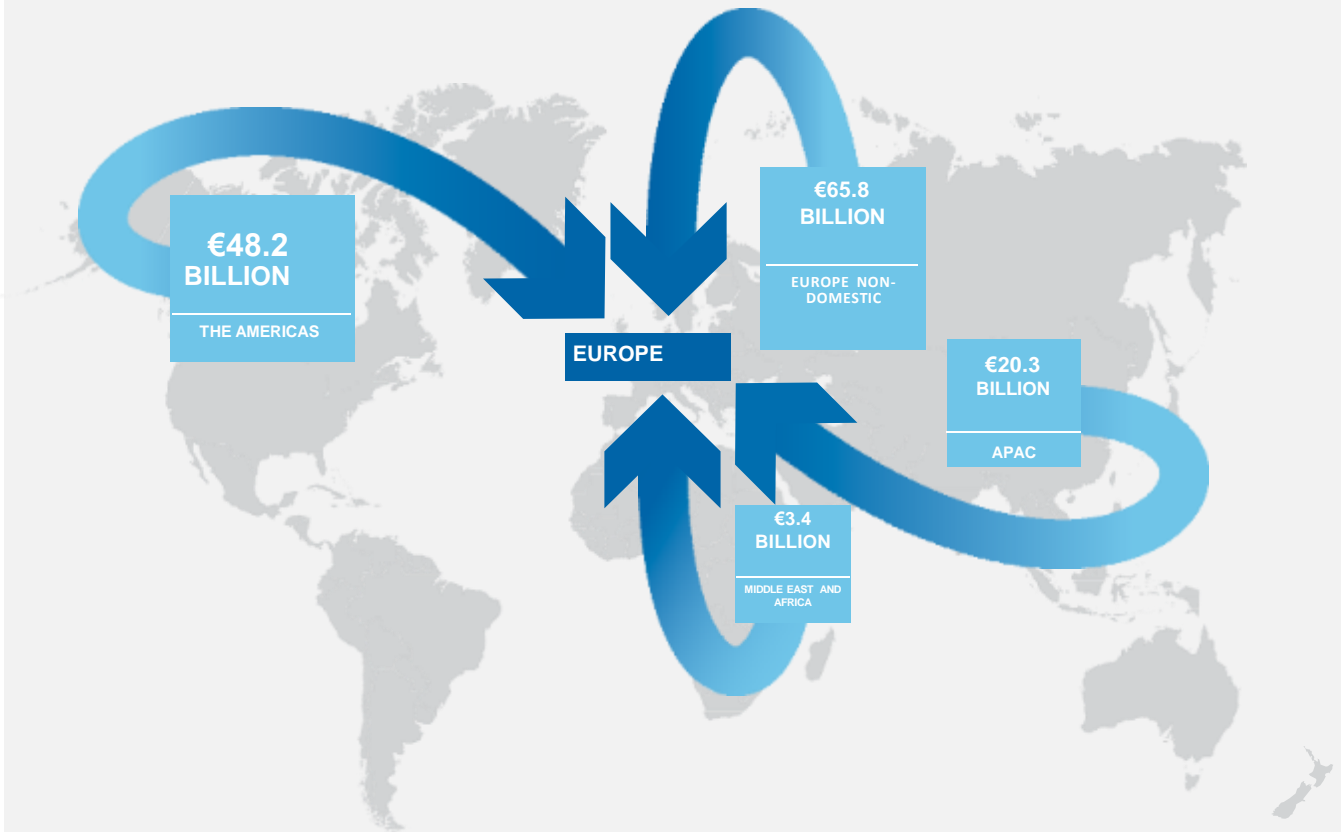 €65.8
BILLION
EUROPE NON-
DOMESTIC
€48.2
BILLION
THE AMERICAS
EUROPE
€20.3
BILLION
APAC
€3.4
BILLION
MIDDLE EAST AND
AFRICA